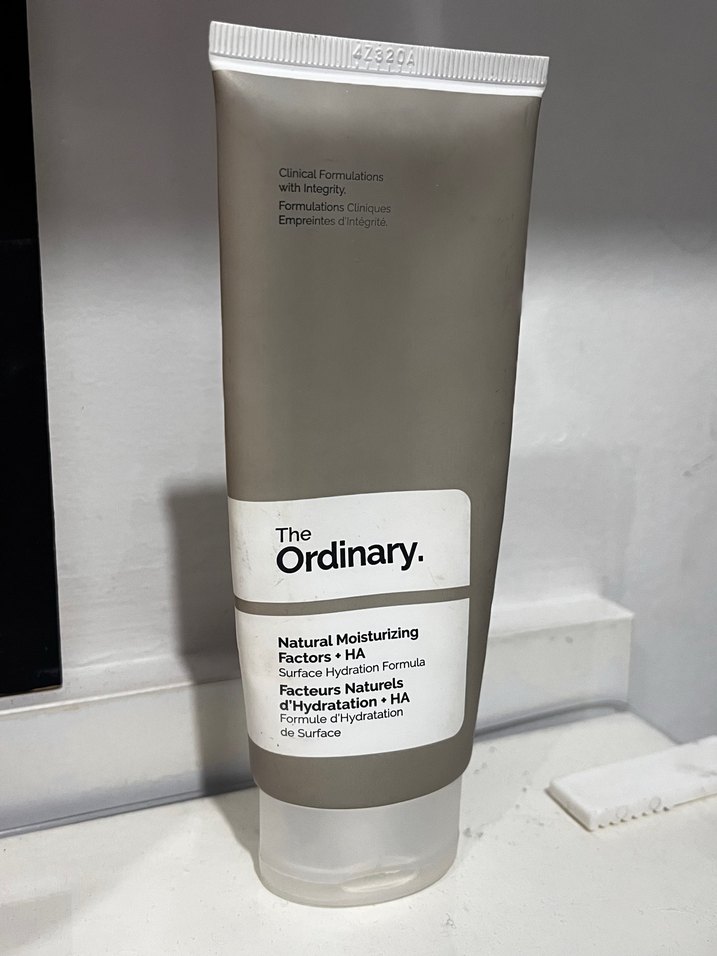 4Z320A
Clinical Formulations
with Integrity.
Formulations Cliniques
Empreintes d'Intégrité.
The
Ordinary.
Natural Moisturizing
Factors + HA
Surface Hydration Formula
Facteurs Naturels
d'Hydratation + HA
Formule d'Hydratation
de Surface